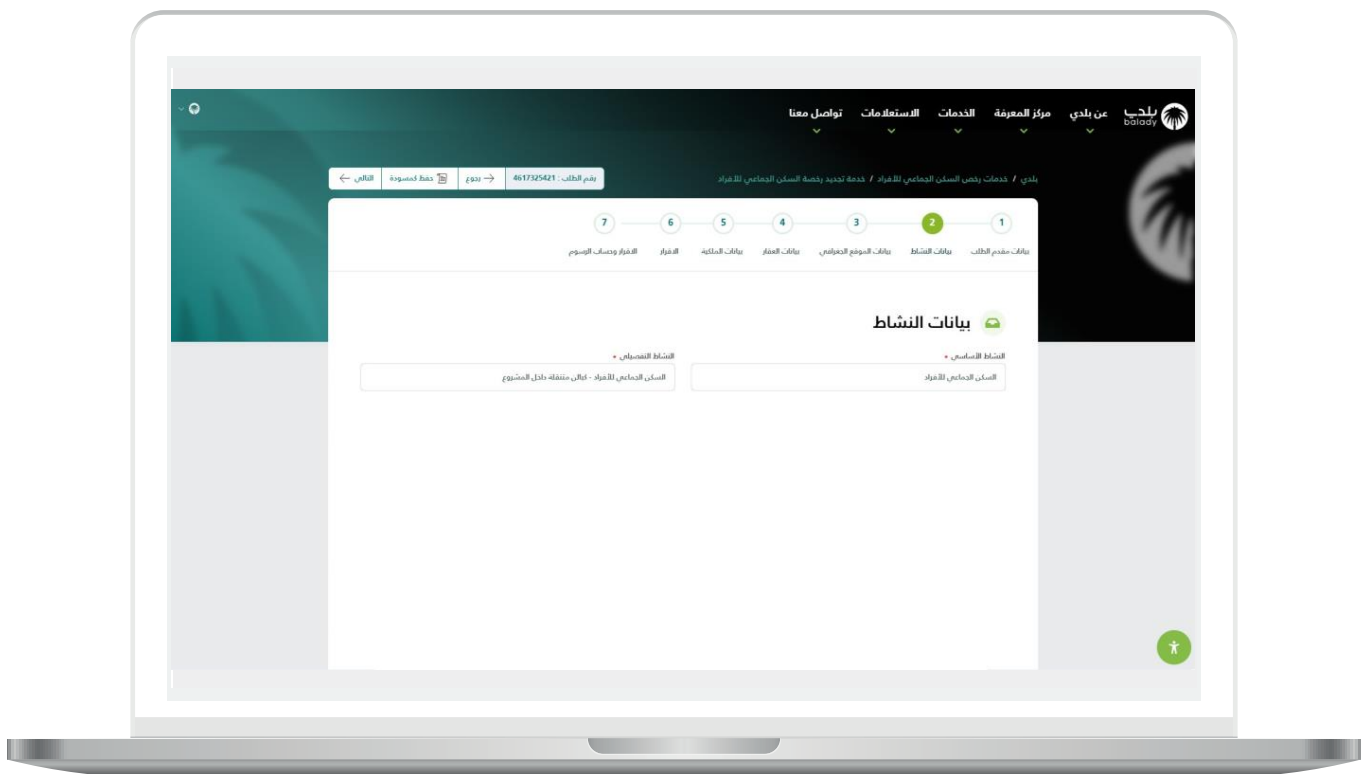 بلدي
balady
عن بلدي
مركز المعرفة
الخدمات
الاستعلامات
تواصل معنا
بلدي / خدمات رخص السكن الجماعي للأفراد / خدمة تجديد رخصة السكن الجماعي للأفراد
رقم الطلب : 4617325421
رجوع
حفظ كمسودة
التالي
1
2
3
4
5
6
7
بيانات مقدم الطلب
بيانات النشاط
بيانات الموقع الجغرافي
بيانات العقار
بيانات الملكية
الاقرار
الاقرار وحساب الرسوم
بيانات النشاط
النشاط الأساسي *
النشاط التفصيلي *
السكن الجماعي للأفراد
السكن الجماعي للأفراد - كبائن متنقلة داخل المشروع